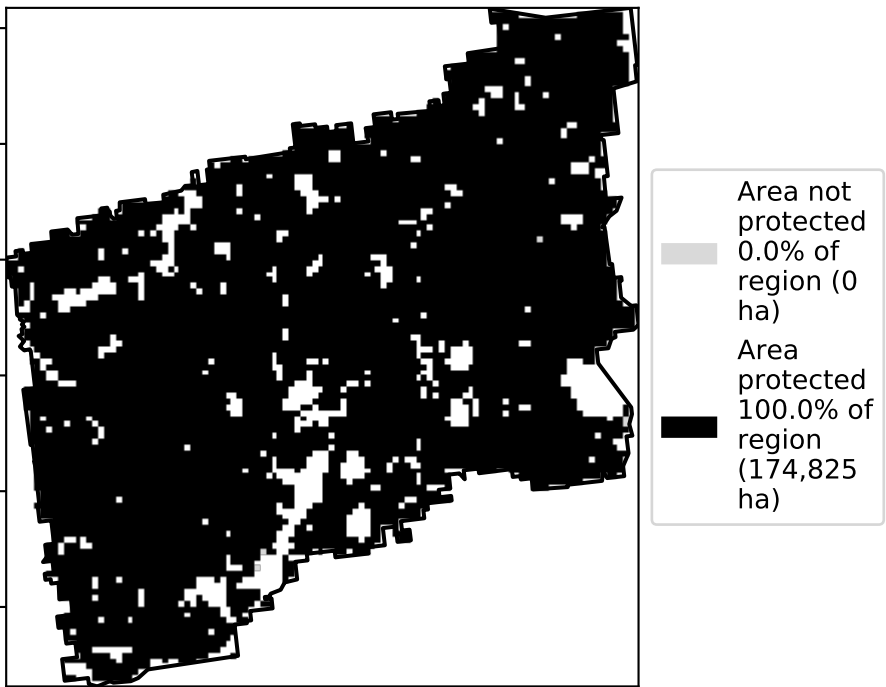 Area not
protected
0.0% of
region (0
ha)
Area
protected
100.0% of
region
(174,825
ha)